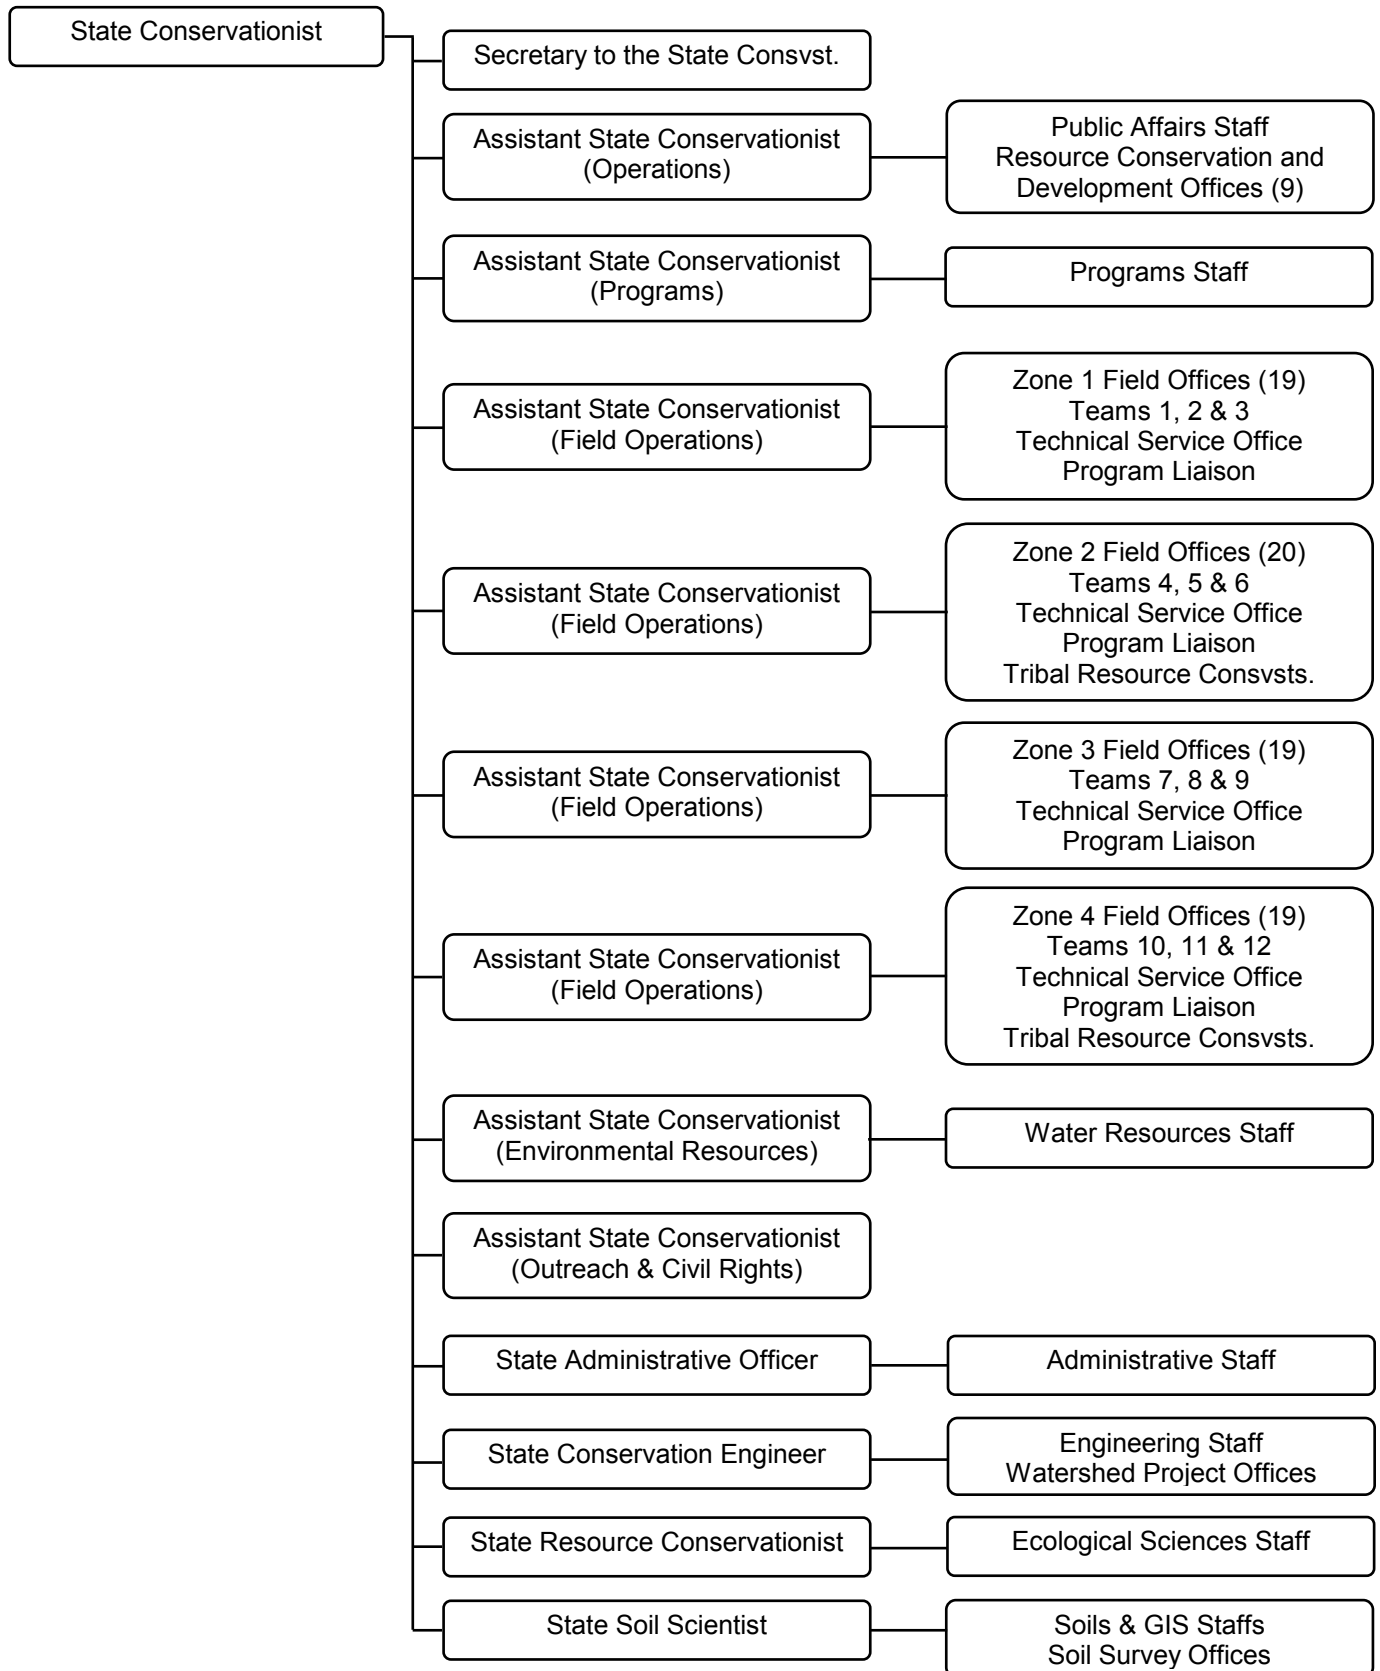 State Conservationist
Secretary to the State Consvst.
Assistant State Conservationist
(Operations)
Public Affairs Staff
Resource Conservation and
Development Offices (9)
Assistant State Conservationist
(Programs)
Programs Staff
Assistant State Conservationist
(Field Operations)
Zone 1 Field Offices (19)
Teams 1, 2 & 3
Technical Service Office
Program Liaison
Assistant State Conservationist
(Field Operations)
Zone 2 Field Offices (20)
Teams 4, 5 & 6
Technical Service Office
Program Liaison
Tribal Resource Consvsts.
Assistant State Conservationist
(Field Operations)
Zone 3 Field Offices (19)
Teams 7, 8 & 9
Technical Service Office
Program Liaison
Assistant State Conservationist
(Field Operations)
Zone 4 Field Offices (19)
Teams 10, 11 & 12
Technical Service Office
Program Liaison
Tribal Resource Consvsts.
Assistant State Conservationist
(Environmental Resources)
Water Resources Staff
Assistant State Conservationist
(Outreach & Civil Rights)
State Administrative Officer
Administrative Staff
State Conservation Engineer
Engineering Staff
Watershed Project Offices
State Resource Conservationist
Ecological Sciences Staff
State Soil Scientist
Soils & GIS Staffs
Soil Survey Offices